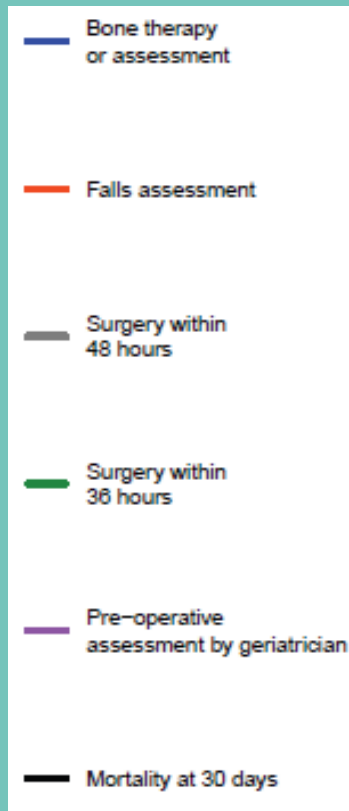 Bone therapy
or assessment
Falls assessment
Surgery within
48 hours
Surgery within
36 hours
Pre-operative
assessment by geriatrician
Mortality at 30 days